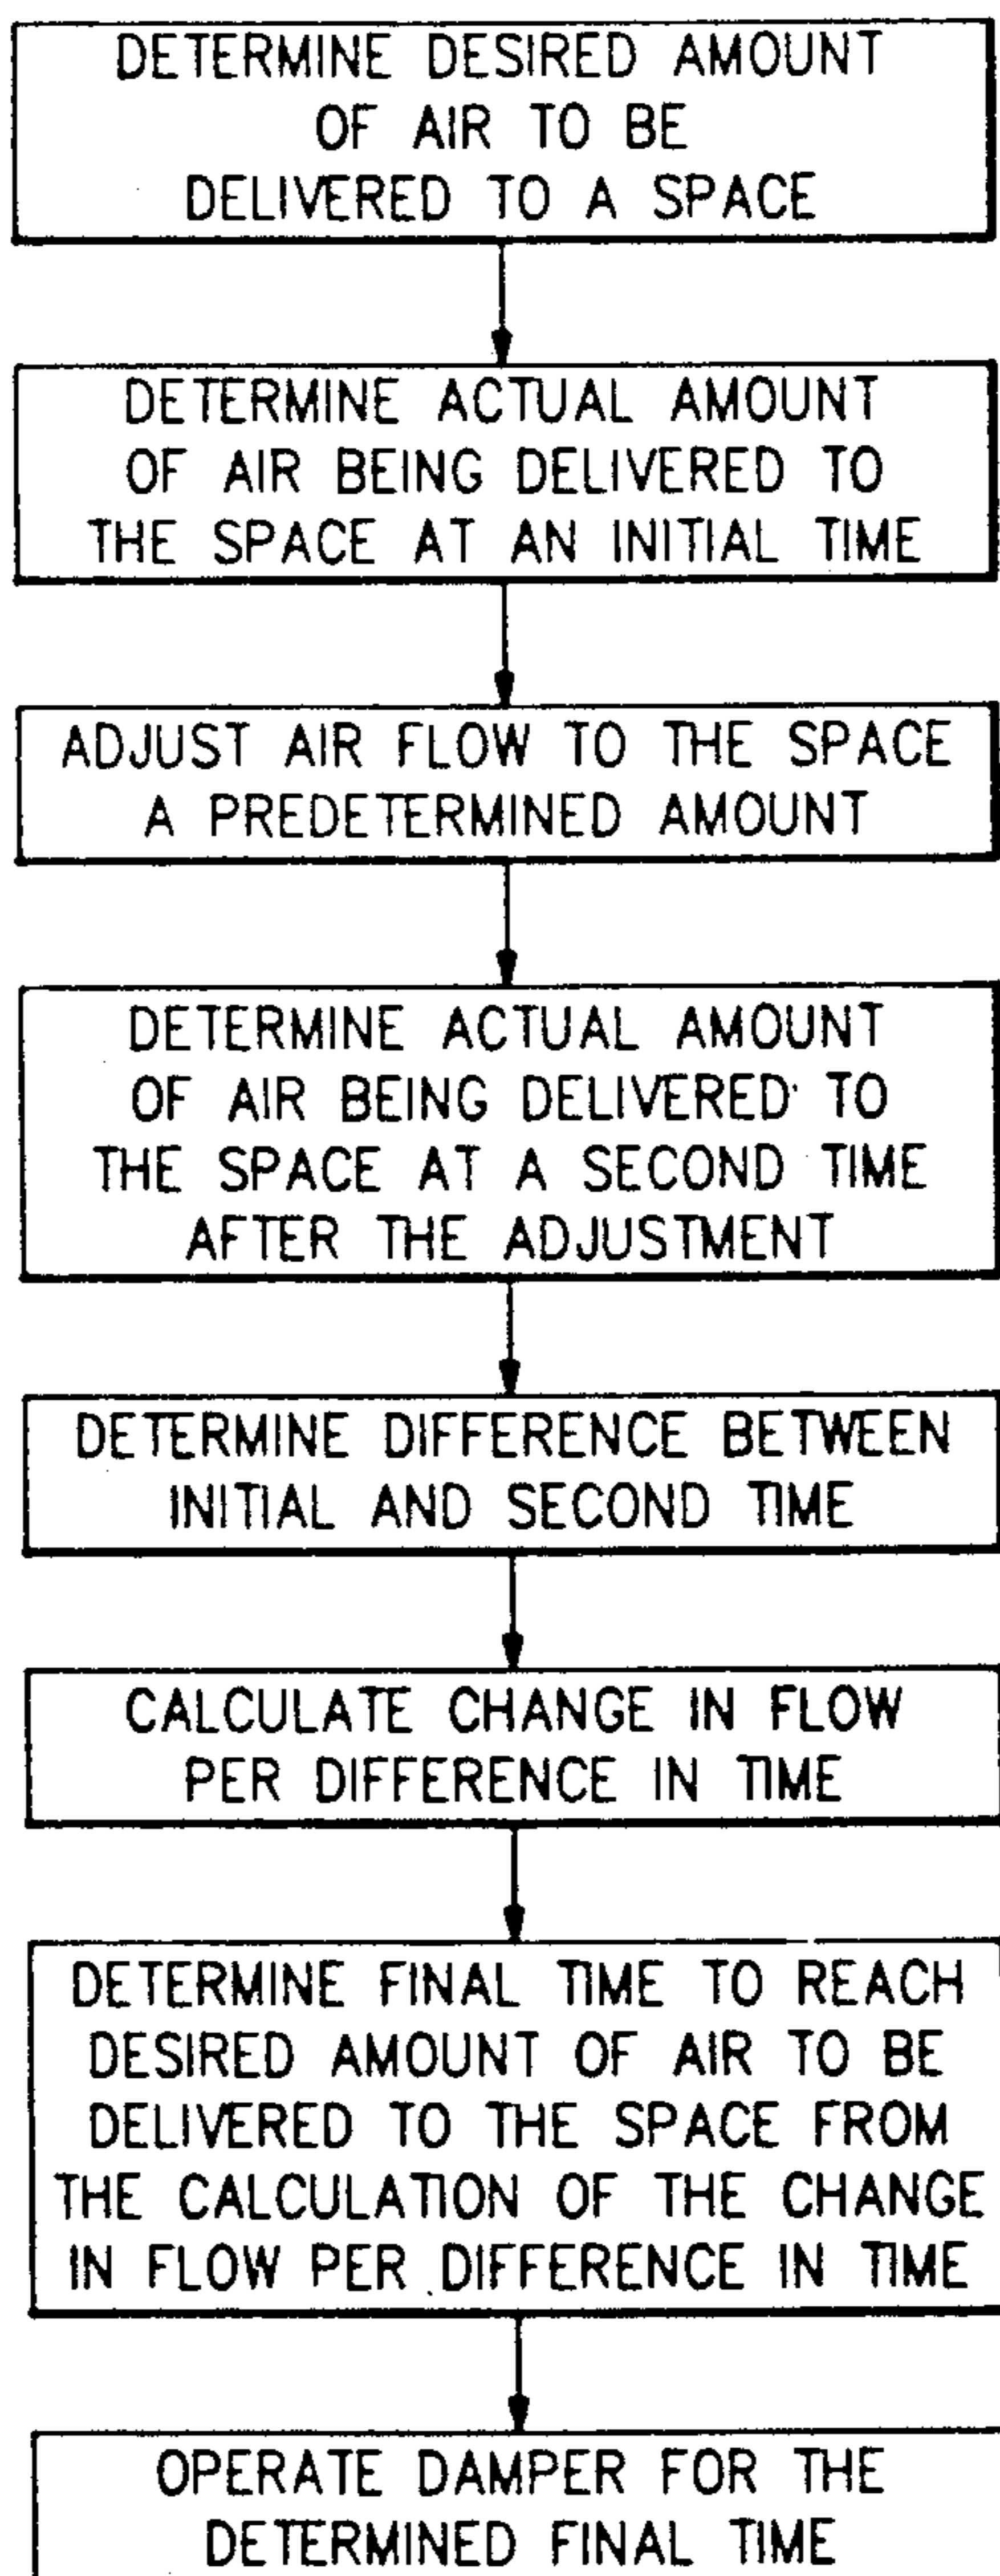 DETERMINE DESIRED AMOUNT
OF AIR TO BE
DELIVERED TO A SPACE
DETERMINE ACTUAL AMOUNT
OF AIR BEING DELIVERED TO
THE SPACE AT AN INITIAL TIME
ADJUST AIR FLOW TO THE SPACE
A PREDETERMINED AMOUNT
DETERMINE ACTUAL AMOUNT
OF AIR BEING DELIVERED TO
THE SPACE AT A SECOND TIME
AFTER THE ADJUSTMENT
DETERMINE DIFFERENCE BETWEEN
INITIAL AND SECOND TIME
CALCULATE CHANGE IN FLOW
PER DIFFERENCE IN TIME
DETERMINE FINAL TIME TO REACH
DESIRED AMOUNT OF AIR TO BE
DELIVERED TO THE SPACE FROM
THE CALCULATION OF THE CHANGE
IN FLOW PER DIFFERENCE IN TIME
OPERATE DAMPER FOR THE
DETERMINED FINAL TIME